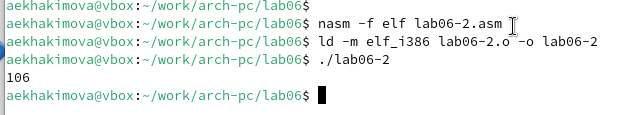 aekhakimova@vbox:~/work/arch-pc/lab06$
aekhakimova@vbox:~/work/arch-pc/lab06$ nasm -f elf lab06-2.asm
aekhakimova@vbox:~/work/arch-pc/lab06$ ld -m elf_i386 lab06-2.o -o lab06-2
aekhakimova@vbox:~/work/arch-pc/lab06$ ./lab06-2
106
aekhakimova@vbox:~/work/arch-pc/lab06$